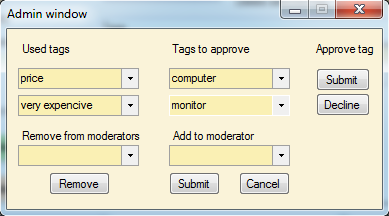 Admin window
Used tags Tags to approve Approve tag
price computer Submit
very expencive monitor Decline
Remove from moderators Add to moderator
Remove Submit Cancel